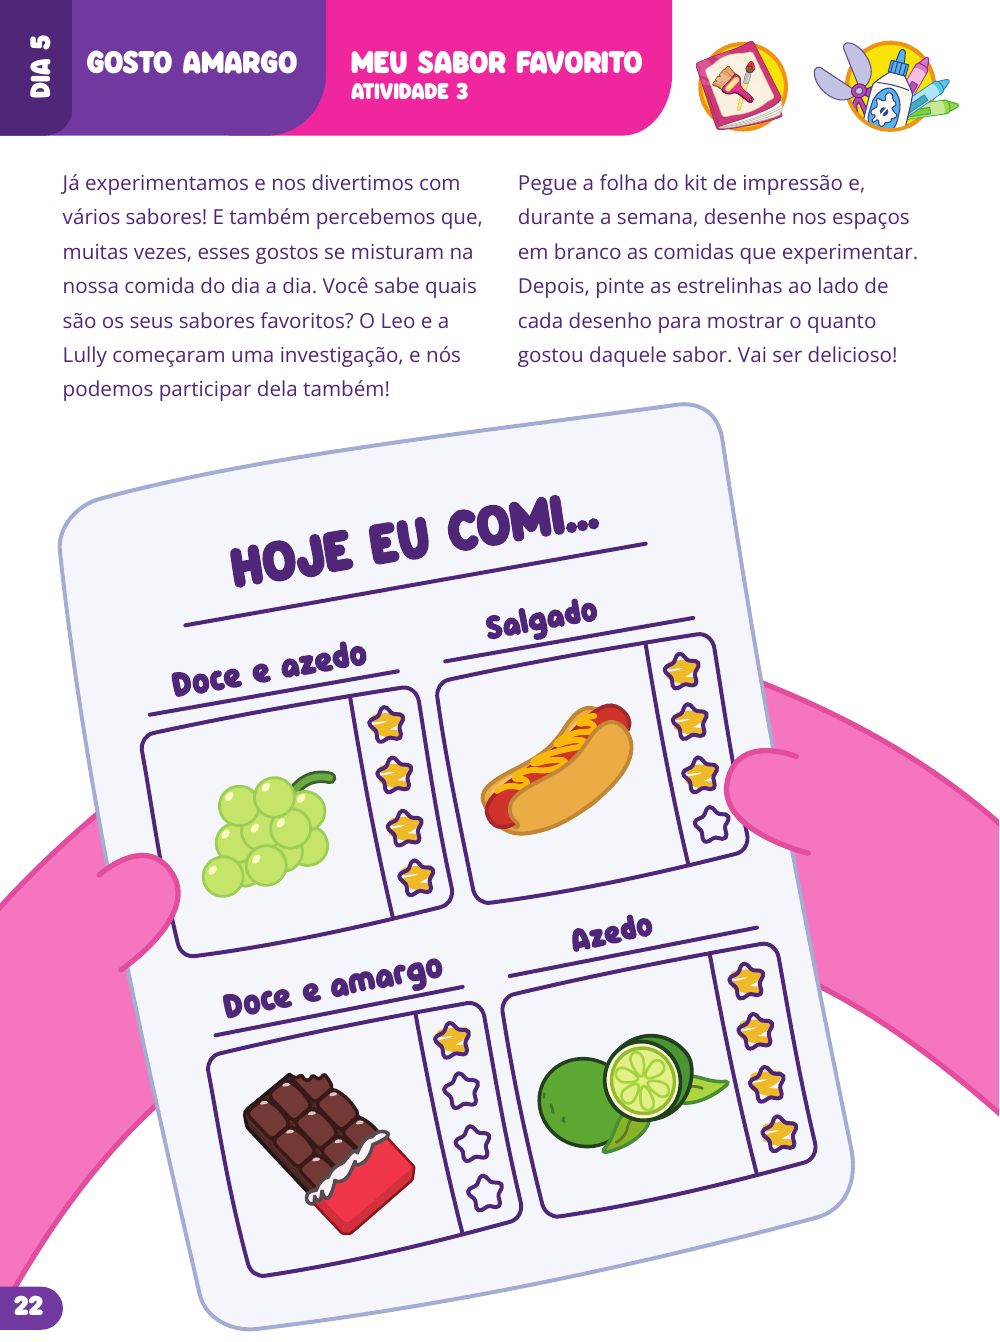 DIA 5
GOSTO AMARGO
MEU SABOR FAVORITO
ATIVIDADE 3
Já experimentamos e nos divertimos com
vários sabores! E também percebemos que,
muitas vezes, esses gostos se misturam na
nossa comida do dia a dia. Você sabe quais
são os seus sabores favoritos? O Leo e a
Lully começaram uma investigação, e nós
podemos participar dela também!
Pegue a folha do kit de impressão e,
durante a semana, desenhe nos espaços
em branco as comidas que experimentar.
Depois, pinte as estrelinhas ao lado de
cada desenho para mostrar o quanto
gostou daquele sabor. Vai ser delicioso!
HOJE EU COMI...
Doce e azedo
Salgado
Doce e amargo
Azedo
22